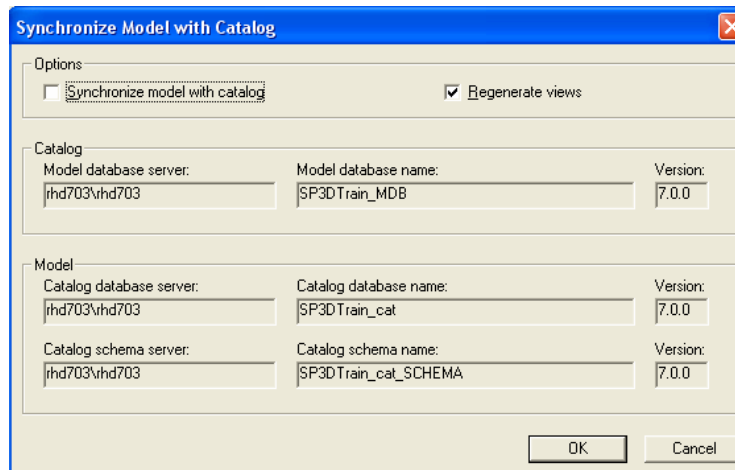 Synchronize Model with Catalog
Options
Synchronize model with catalog Regenerate views
Catalog
Model database server: Model database name: Version:
rhd703\rhd703 SP3DTrain_MDB 7.0.0
Model
Catalog database server: Catalog database name: Version:
rhd703\rhd703 SP3DTrain_cat 7.0.0
Catalog schema server: Catalog schema name: Version:
rhd703\rhd703 SP3DTrain_cat_SCHEMA 7.0.0
OK Cancel